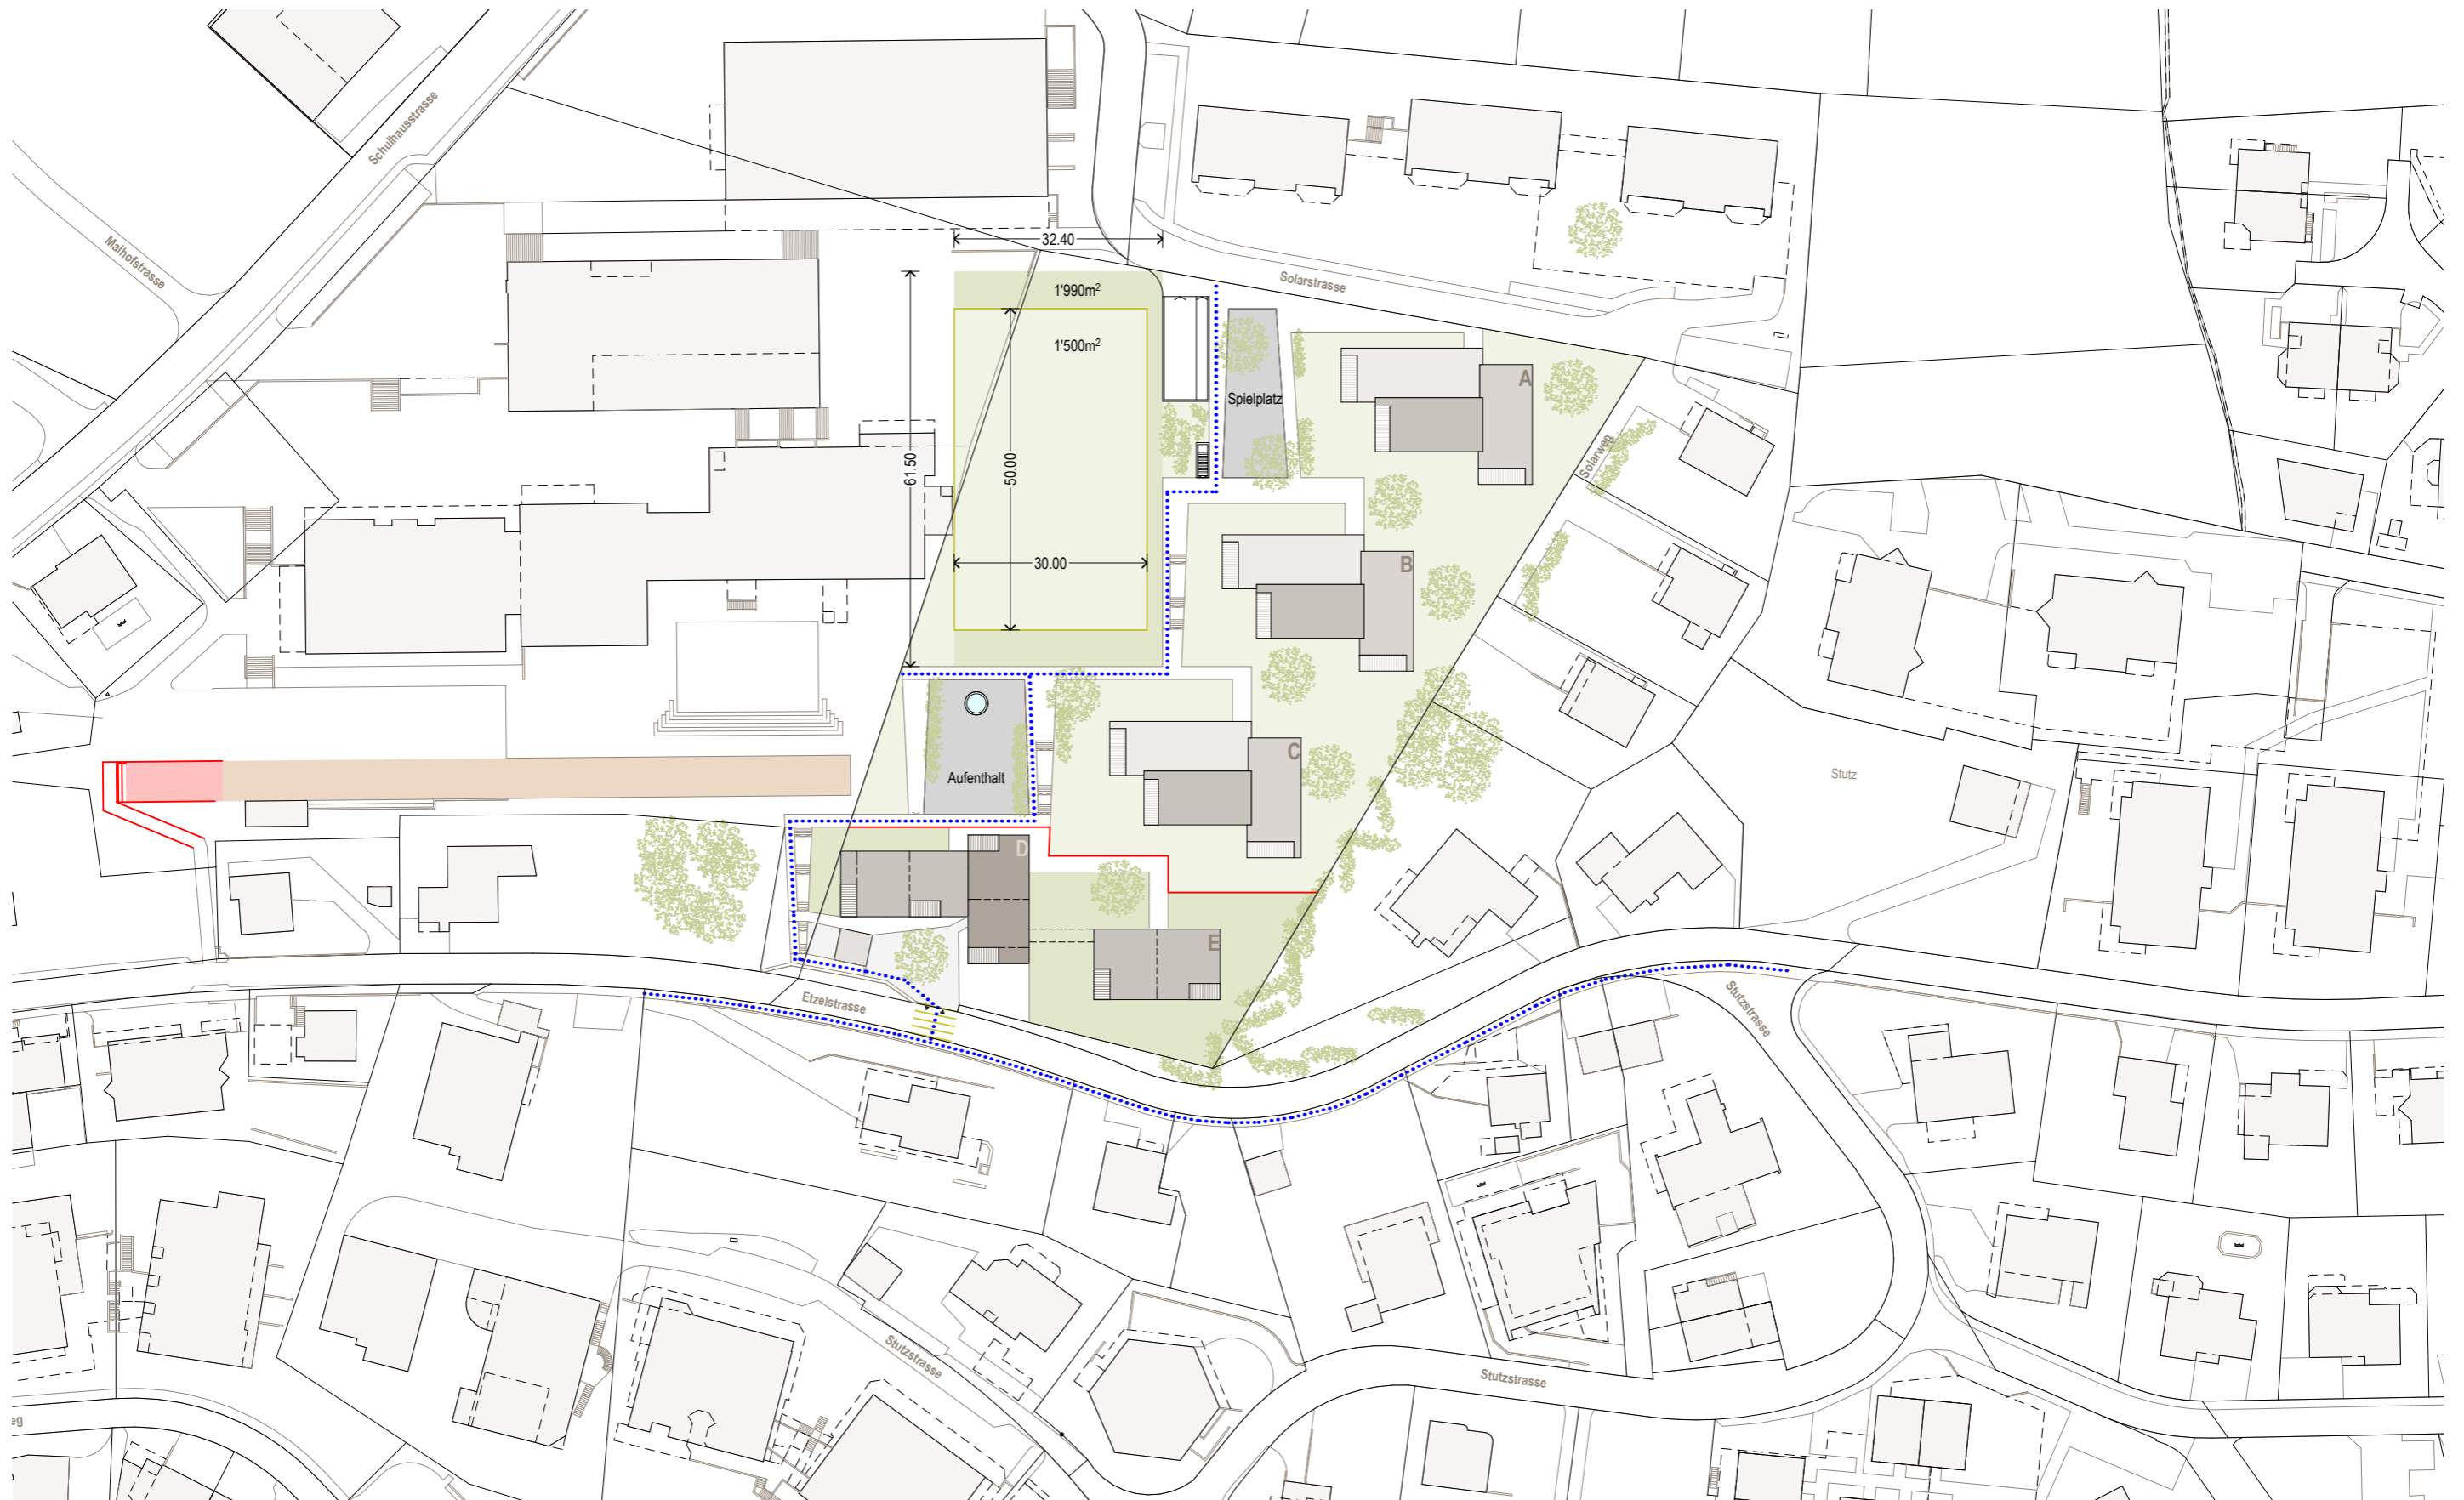 Schulhausstrasse
Maihofstrasse
32.40
Solarstrasse
1'990m²
1'500m²
61.50
50.00
30.00
Spielplatz
A
Solarweg
B
C
Aufenthalt
Stutz
D
E
Etzelstrasse
Stutzstrasse
Stutzstrasse
Stutzstrasse
eg